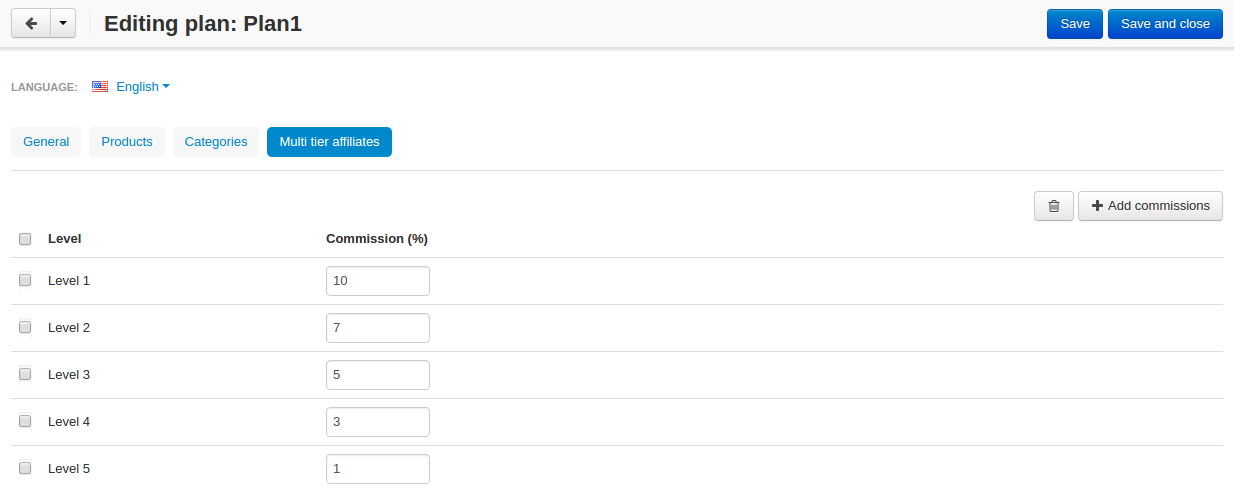 Editing plan: Plan1
Save
Save and close
LANGUAGE: English
General Products Categories Multi tier affiliates
Add commissions
Level Commission (%)
Level 1 10
Level 2 7
Level 3 5
Level 4 3
Level 5 1